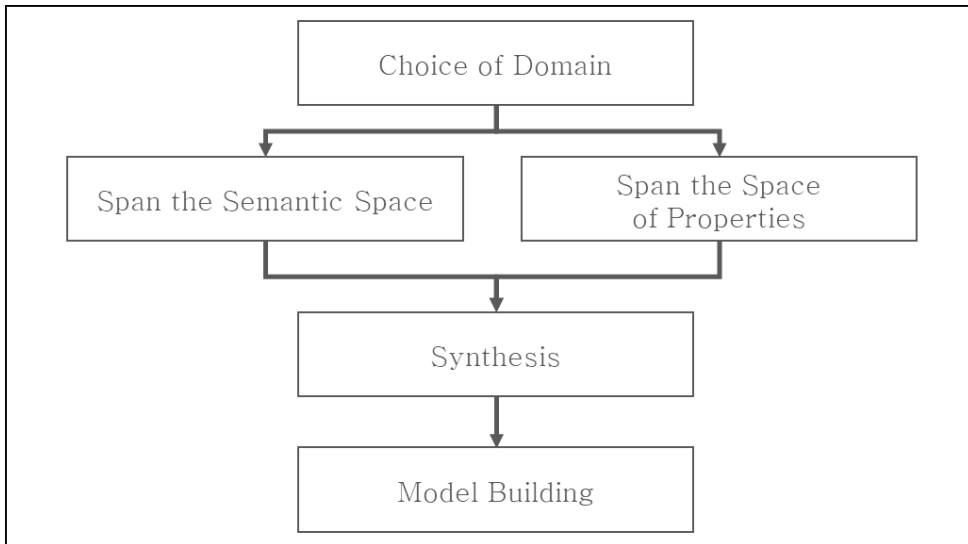 Choice of Domain
Span the Semantic Space
Span the Space
of Properties
Synthesis
Model Building